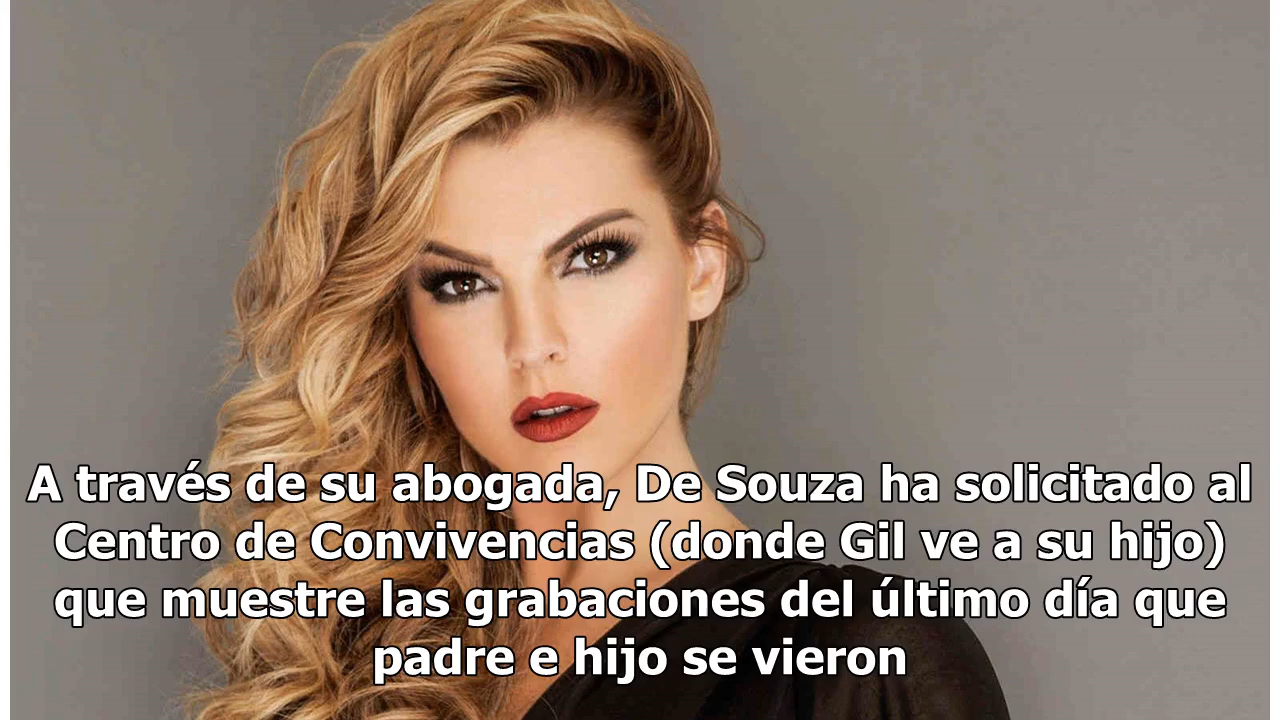 A través de su abogada, De Souza ha solicitado al
Centro de Convivencias (donde Gil ve a su hijo)
que muestre las grabaciones del último día que
padre e hijo se vieron